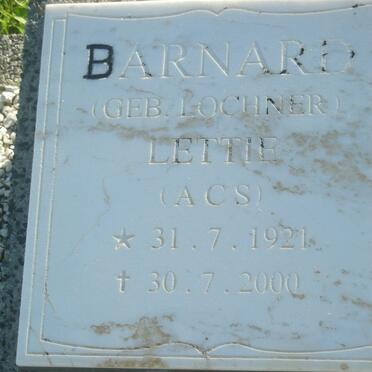 BARNARD
(GEB. LOCHNER)
LETTIE
(ACS)
* 31.7.1921
† 30.7.2000